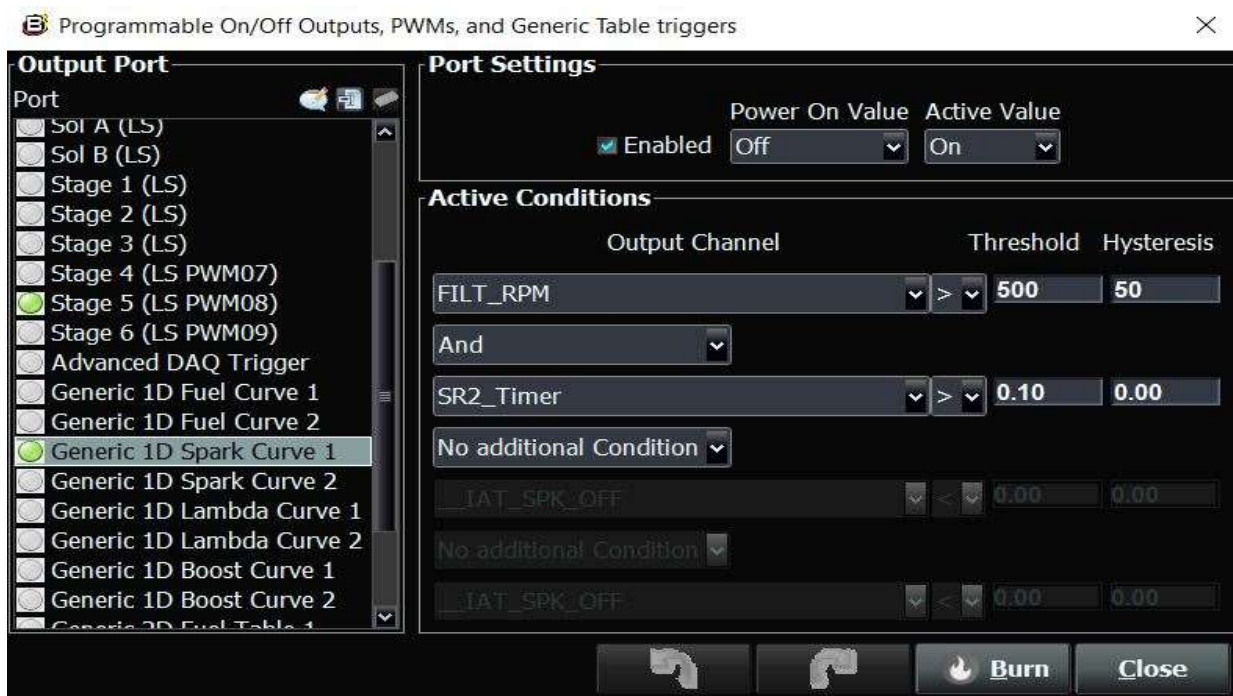 Programmable On/Off Outputs, PWMs, and Generic Table triggers
Output Port
Port
Sol A (LS)
Sol B (LS)
Stage 1 (LS)
Stage 2 (LS)
Stage 3 (LS)
Stage 4 (LS PWM07)
Stage 5 (LS PWM08)
Stage 6 (LS PWM09)
Advanced DAQ Trigger
Generic 1D Fuel Curve 1
Generic 1D Fuel Curve 2
Generic 1D Spark Curve 1
Generic 1D Spark Curve 2
Generic 1D Lambda Curve 1
Generic 1D Lambda Curve 2
Generic 1D Boost Curve 1
Generic 1D Boost Curve 2
Generic 2D Fuel Table 1
Port Settings
Power On Value Active Value
Enabled Off On
Active Conditions
Output Channel Threshold Hysteresis
FILT_RPM > 500 50
And
SR2_Timer > 0.10 0.00
No additional Condition
__IAT_SPK_OFF < 0.00 0.00
No additional Condition
__IAT_SPK_OFF < 0.00 0.00
Burn Close